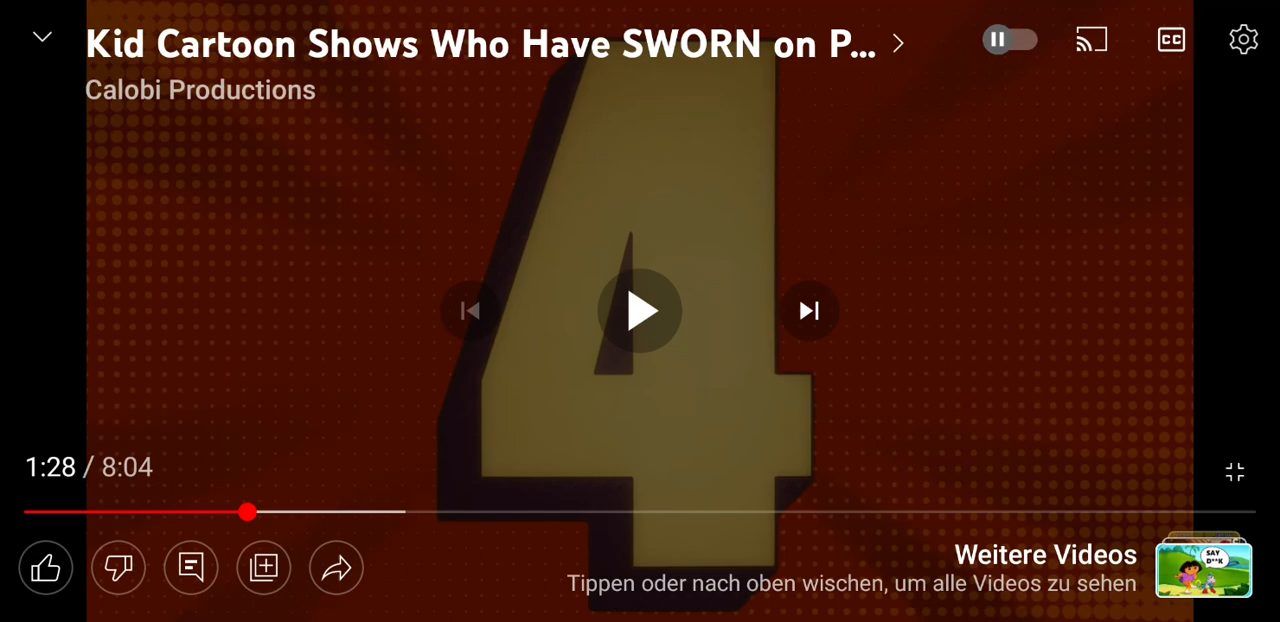 Kid Cartoon Shows Who Have SWORN on P...
Calobi Productions
CC
4
1:28 / 8:04
Weitere Videos
Tippen oder nach oben wischen, um alle Videos zu sehen
SAY
D**K